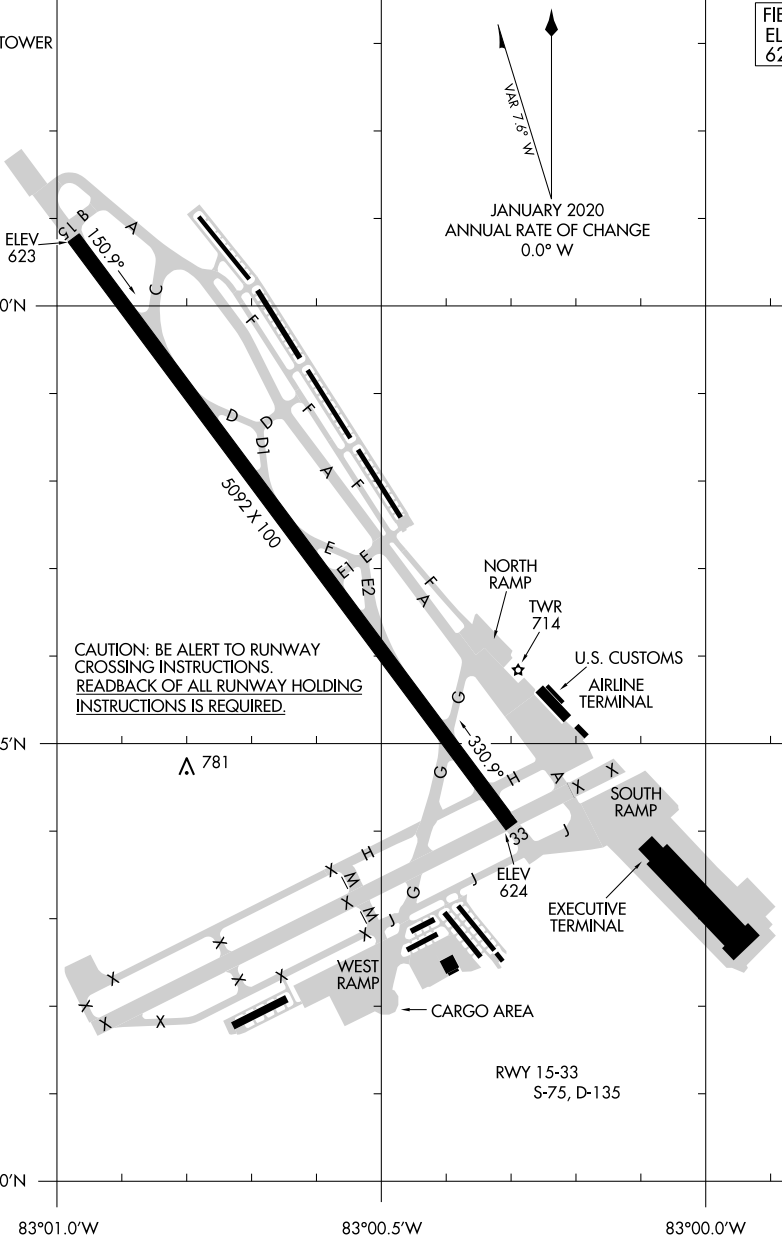 TOWER
FIE
EL
62
VAR 7.6° W
JANUARY 2020
ANNUAL RATE OF CHANGE
0.0° W
ELEV
623
15
B
A
150.9°
C
0'N
F
F
D
D
D1
A
F
5092 X 100
E
E
E1
E2
F
A
NORTH
RAMP
TWR
714
CAUTION: BE ALERT TO RUNWAY
CROSSING INSTRUCTIONS.
READBACK OF ALL RUNWAY HOLDING
INSTRUCTIONS IS REQUIRED.
U.S. CUSTOMS
AIRLINE
TERMINAL
G
330.9°
5'N
781
G
H
A
X
X
SOUTH
RAMP
33
J
ELEV
624
H
X
M
J
G
X
M
J
X
EXECUTIVE
TERMINAL
X
WEST
RAMP
X
X
X
X
X
X
CARGO AREA
RWY 15-33
S-75, D-135
0'N
83°01.0'W
83°00.5'W
83°00.0'W